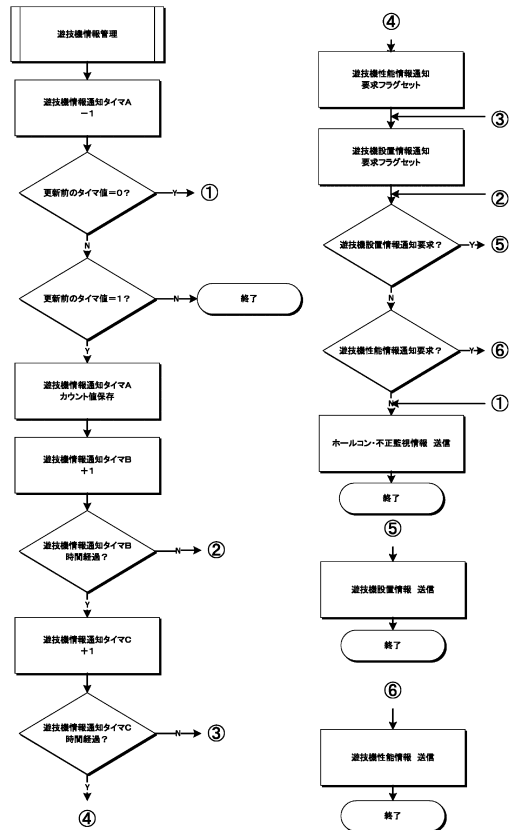 遊技機情報管理
遊技機情報通知タイマA
－1
更新前のタイマ値＝0？
Y
①
N
更新前のタイマ値＝1？
N
終了
Y
遊技機情報通知タイマA
カウント値保存
遊技機情報通知タイマB
＋1
遊技機情報通知タイマB
時間経過？
N
②
Y
遊技機情報通知タイマC
＋1
遊技機情報通知タイマC
時間経過？
N
③
Y
④
④
遊技機性能情報通知
要求フラグセット
③
遊技機設置情報通知
要求フラグセット
②
遊技機設置情報通知要求？
Y
⑤
N
遊技機性能情報通知要求？
Y
⑥
N
①
ホールコン・不正監視情報 送信
終了
⑤
遊技機設置情報 送信
終了
⑥
遊技機性能情報 送信
終了